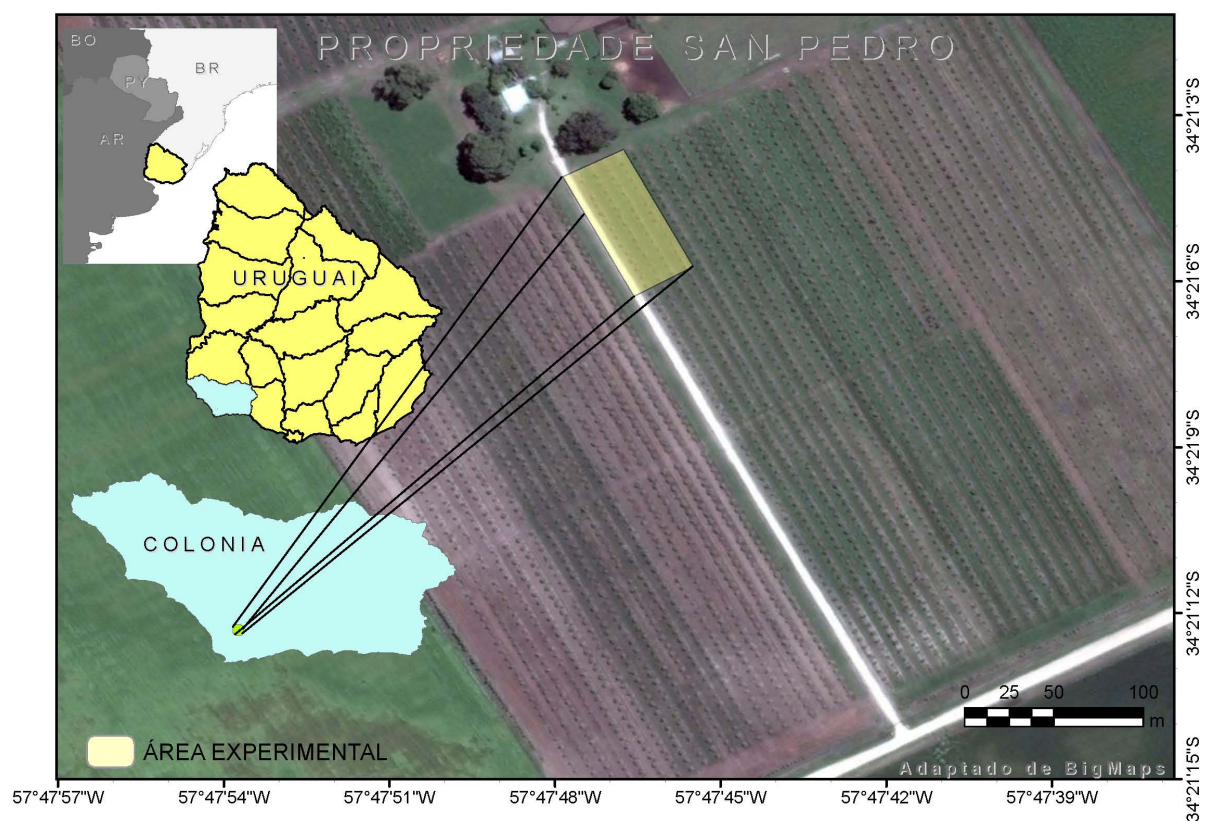 PROPRIEDADE SAN PEDRO
BO
BR
PY
AR
URUGUAI
COLONIA
ÁREA EXPERIMENTAL
0 25 50 100
m
Adaptado de BigMaps
34°21'3"S
34°21'6"S
34°21'9"S
34°21'12"S
34°21'15"S
57°47'57"W 57°47'54"W 57°47'51"W 57°47'48"W 57°47'45"W 57°47'42"W 57°47'39"W